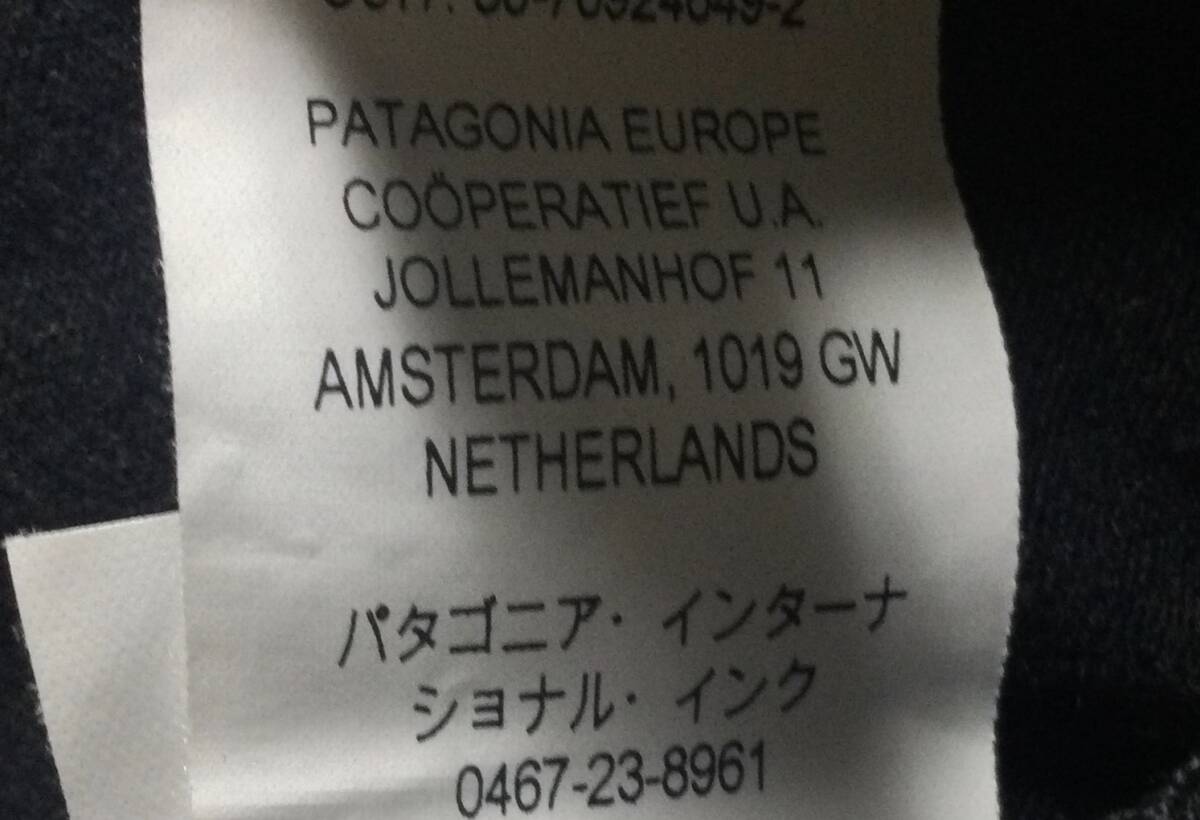 PATAGONIA EUROPE
COÖPERATIEF U.A.
JOLLEMANHOF 11
AMSTERDAM, 1019 GW
NETHERLANDS
パタゴニア・インターナ
ショナル・インク
0467-23-8961